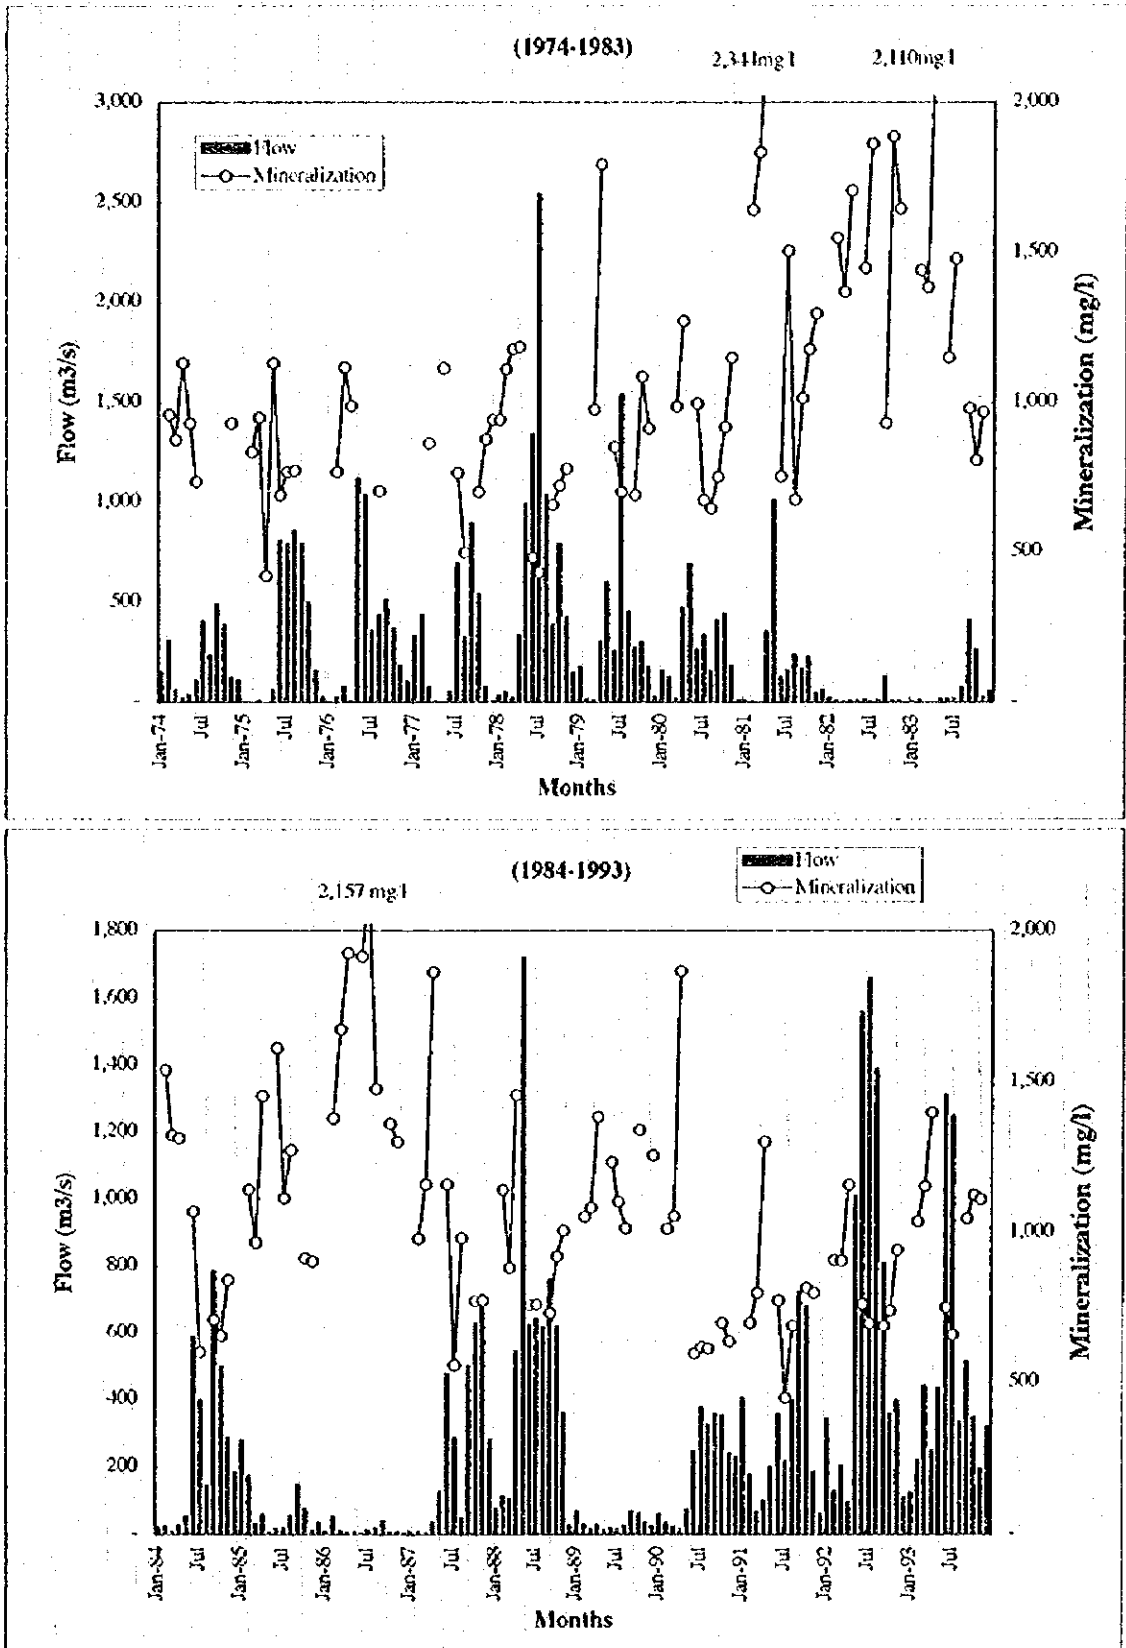 (1974-1983)
2,344mg/l
2,110mg/l
3,000
2,500
2,000
1,500
1,000
500
-
2,000
1,500
1,000
500
-
Flow
Mineralization
Flow (m3/s)
Mineralization (mg/l)
Jan-74
Jul
Jan-75
Jul
Jan-76
Jul
Jan-77
Jul
Jan-78
Jul
Jan-79
Jul
Jan-80
Jul
Jan-81
Jul
Jan-82
Jul
Jan-83
Jul
Months
(1984-1993)
Flow
Mineralization
2,157 mg/l
1,800
1,600
1,400
1,200
1,000
800
600
400
200
-
2,000
1,500
1,000
500
-
Flow (m3/s)
Mineralization (mg/l)
Jan-84
Jul
Jan-85
Jul
Jan-86
Jul
Jan-87
Jul
Jan-88
Jul
Jan-89
Jul
Jan-90
Jul
Jan-91
Jul
Jan-92
Jul
Jan-93
Jul
Months